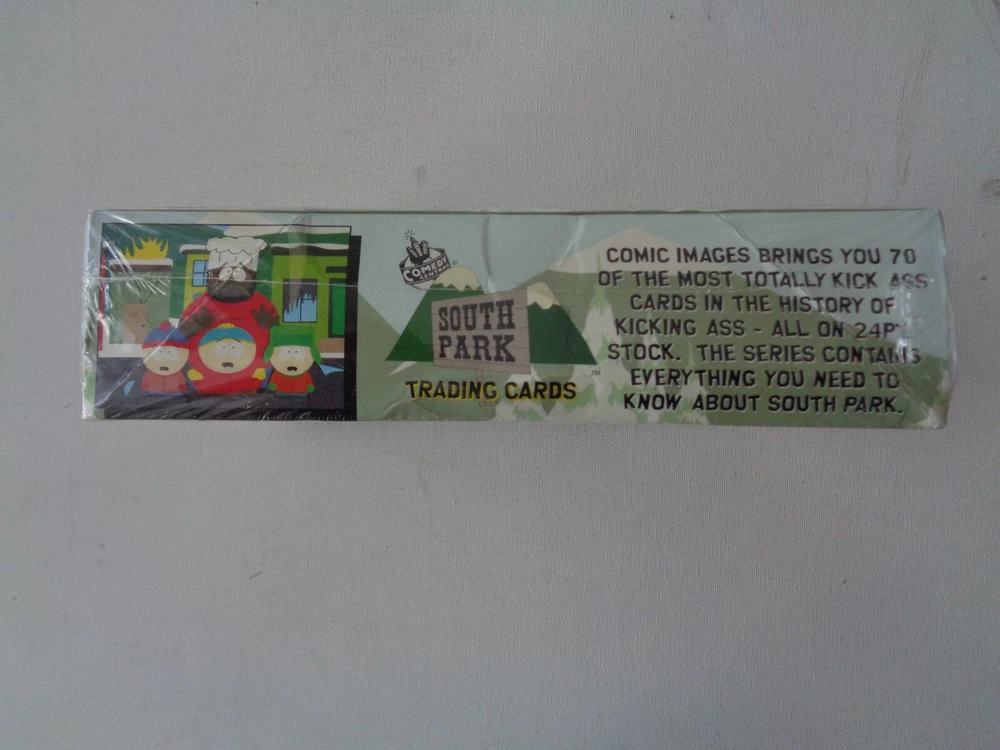 COMEDY
CENTRAL
SOUTH
PARK
TM
TRADING CARDS
COMIC IMAGES BRINGS YOU 70
OF THE MOST TOTALLY KICK ASS
CARDS IN THE HISTORY OF
KICKING ASS - ALL ON
STOCK. THE SERIES CONTAINS
EVERYTHING YOU NEED TO
KNOW ABOUT SOUTH PARK.